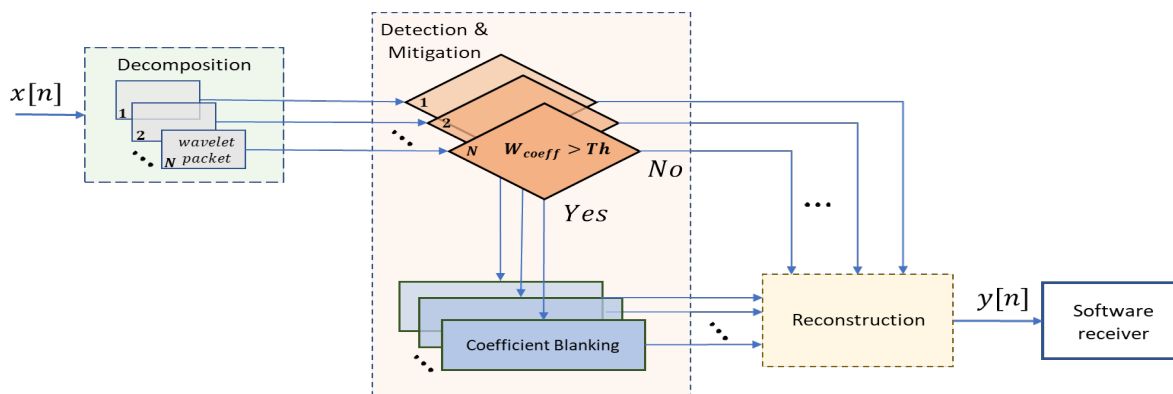 Detection &
Mitigation
Decomposition
x[n]
1
2
N
wavelet
packet
1
2
N
W_coeff > Th
No
Yes
...
y[n]
Reconstruction
Software
receiver
Coefficient Blanking